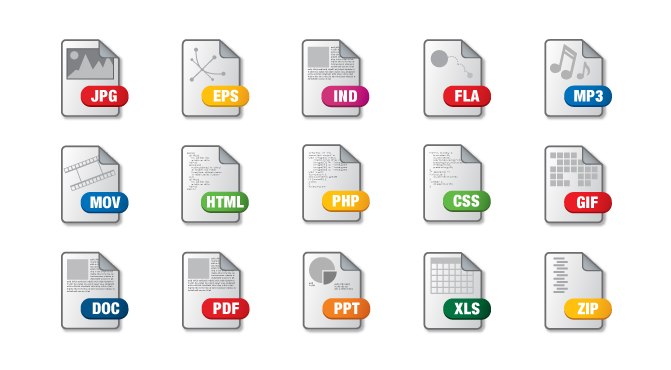 JPG
EPS
IND
FLA
MP3
MOV
HTML
PHP
CSS
GIF
DOC
PDF
PPT
XLS
ZIP